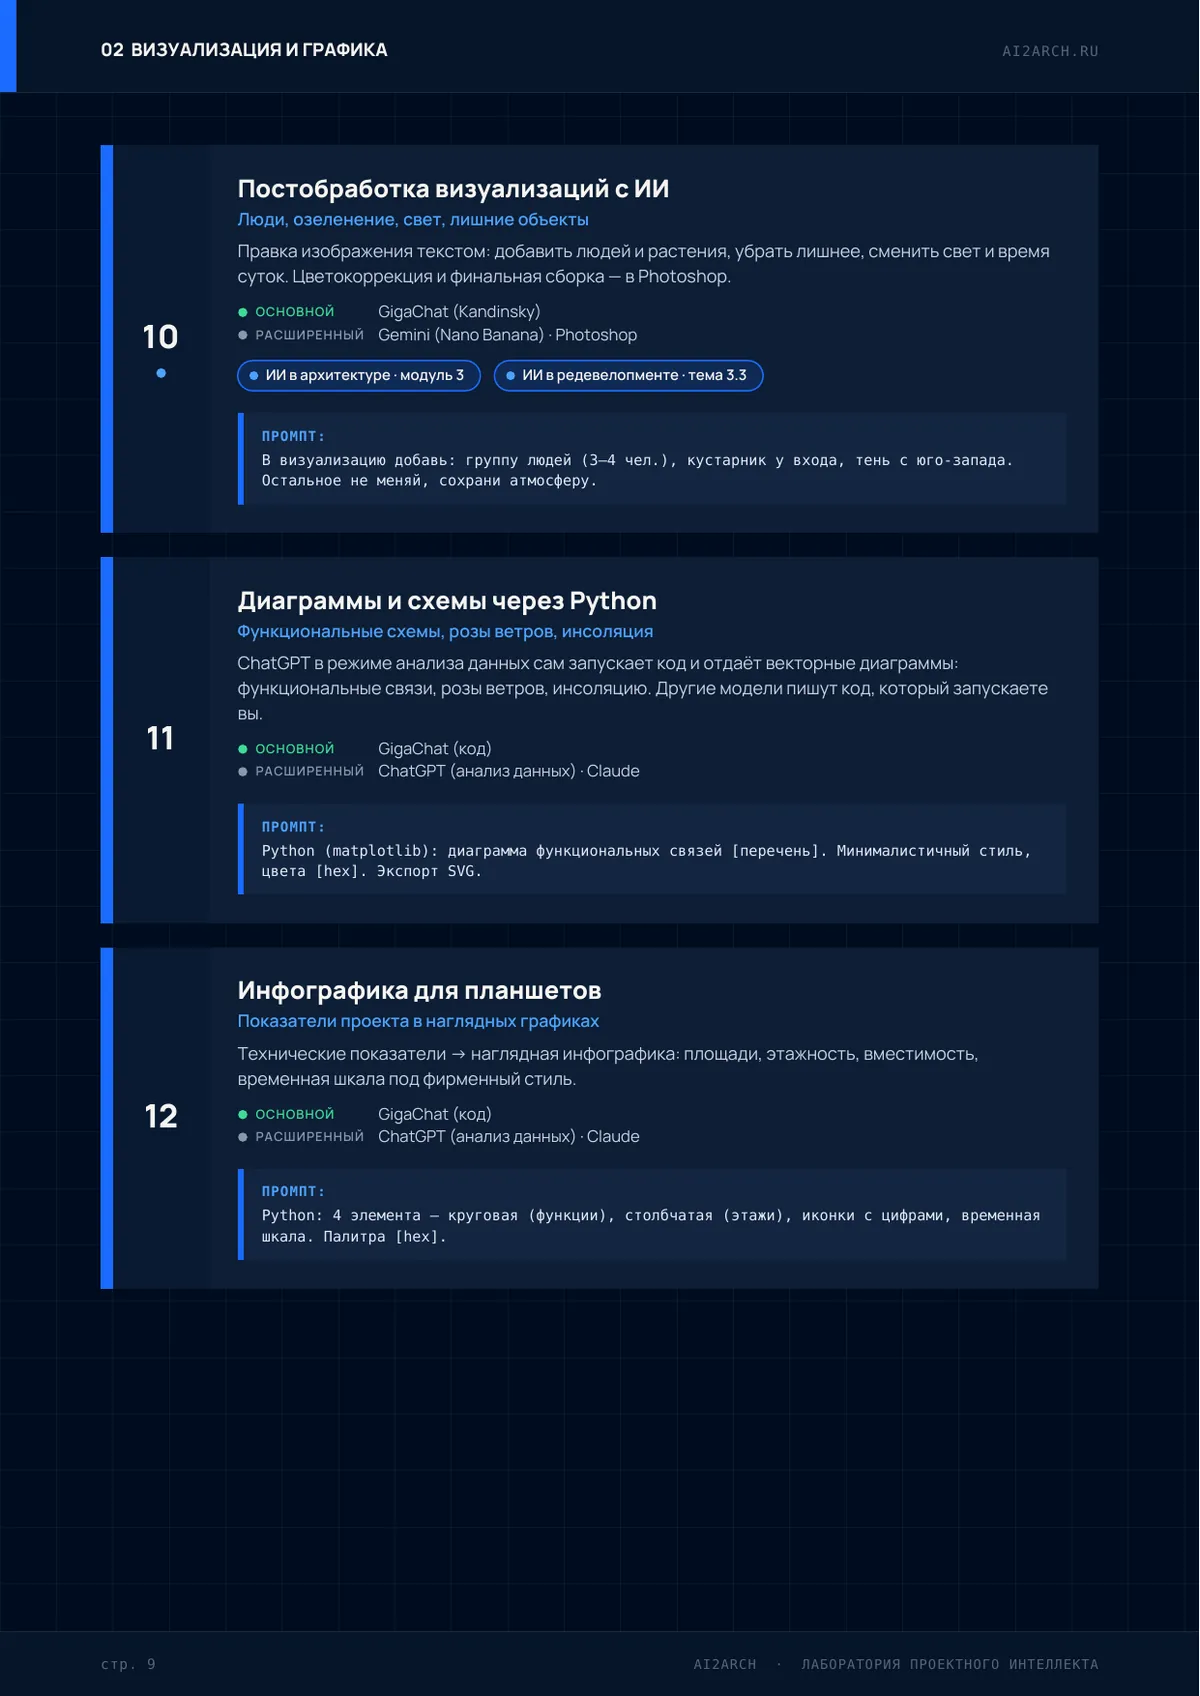 02 ВИЗУАЛИЗАЦИЯ И ГРАФИКА
AI2ARCH.RU
10
Постобработка визуализаций с ИИ
Люди, озеленение, свет, лишние объекты
Правка изображения текстом: добавить людей и растения, убрать лишнее, сменить свет и время
суток. Цветокоррекция и финальная сборка — в Photoshop.
ОСНОВНОЙ GigaChat (Kandinsky)
РАСШИРЕННЫЙ Gemini (Nano Banana) · Photoshop
ИИ в архитектуре · модуль 3 ИИ в редевелопменте · тема 3.3
ПРОМПТ:
В визуализацию добавь: группу людей (3–4 чел.), кустарник у входа, тень с юго-запада.
Остальное не меняй, сохрани атмосферу.
11
Диаграммы и схемы через Python
Функциональные схемы, розы ветров, инсоляция
ChatGPT в режиме анализа данных сам запускает код и отдаёт векторные диаграммы:
функциональные связи, розы ветров, инсоляцию. Другие модели пишут код, который запускаете
вы.
ОСНОВНОЙ GigaChat (код)
РАСШИРЕННЫЙ ChatGPT (анализ данных) · Claude
ПРОМПТ:
Python (matplotlib): диаграмма функциональных связей [перечень]. Минималистичный стиль,
цвета [hex]. Экспорт SVG.
12
Инфографика для планшетов
Показатели проекта в наглядных графиках
Технические показатели → наглядная инфографика: площади, этажность, вместимость,
временная шкала под фирменный стиль.
ОСНОВНОЙ GigaChat (код)
РАСШИРЕННЫЙ ChatGPT (анализ данных) · Claude
ПРОМПТ:
Python: 4 элемента — круговая (функции), столбчатая (этажи), иконки с цифрами, временная
шкала. Палитра [hex].
стр. 9
AI2ARCH · ЛАБОРАТОРИЯ ПРОЕКТНОГО ИНТЕЛЛЕКТА